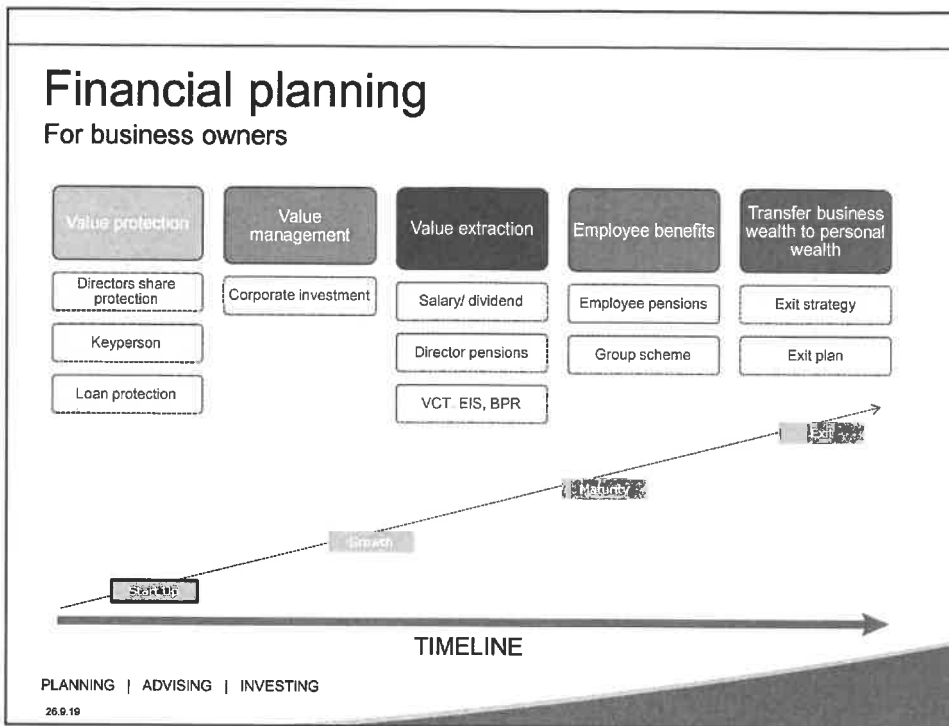 Financial planning
For business owners
Value protection
Value
management
Value extraction
Employee benefits
Transfer business
wealth to personal
wealth
Directors share
protection
Keyperson
Loan protection
Corporate investment
Salary/ dividend
Director pensions
VCT. EIS, BPR
Employee pensions
Group scheme
Exit strategy
Exit plan
Exit
Maturity
Growth
Start Up
TIMELINE
PLANNING | ADVISING | INVESTING
26.9.19